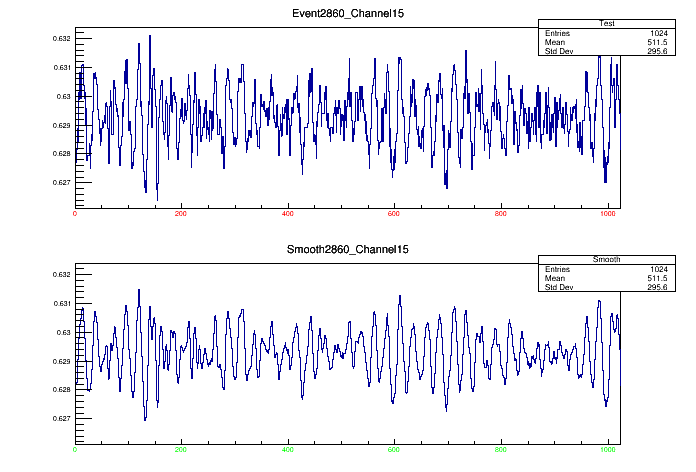 Event2860_Channel15
Test
Entries 1024
Mean 511.5
Std Dev 295.6
0.632
0.631
0.63
0.629
0.628
0.627
0 200 400 600 800 1000
Smooth2860_Channel15
Smooth
Entries 1024
Mean 511.5
Std Dev 295.6
0.632
0.631
0.63
0.629
0.628
0.627
0 200 400 600 800 1000